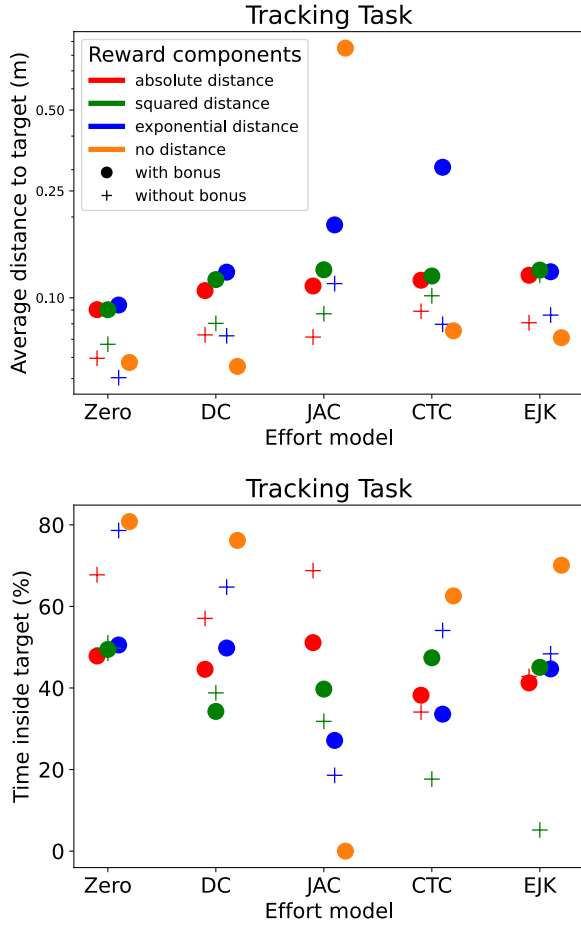 Tracking Task
Average distance to target (m)
0.50
0.25
0.10
Reward components
absolute distance
squared distance
exponential distance
no distance
with bonus
without bonus
Zero DC JAC CTC EJK
Effort model
Tracking Task
Time inside target (%)
80
60
40
20
0
Zero DC JAC CTC EJK
Effort model